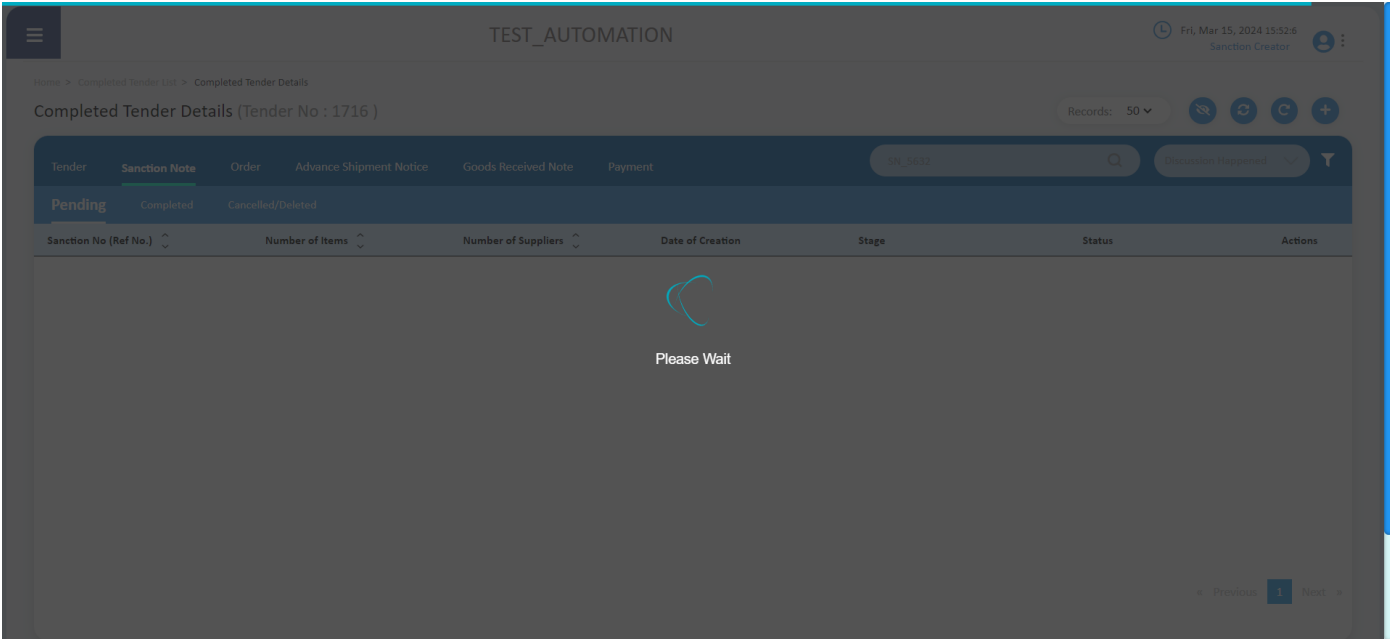 TEST_AUTOMATION
Fri, Mar 15, 2024 15:52:6
Sanction Creator
Home > Completed Tender List > Completed Tender Details
Completed Tender Details (Tender No : 1716 )
Records: 50
Tender Sanction Note Order Advance Shipment Notice Goods Received Note Payment SN_5632 Discussion Happened
Pending Completed Cancelled/Deleted
Sanction No (Ref No.) Number of Items Number of Suppliers Date of Creation Stage Status Actions
Please Wait
« Previous 1 Next »